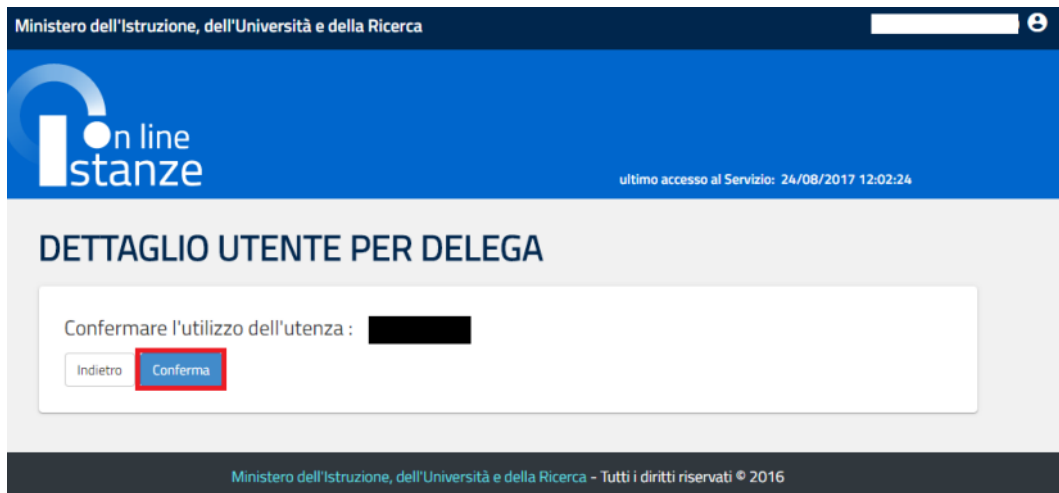 Ministero dell'Istruzione, dell'Università e della Ricerca
On line
Istanze
ultimo accesso al Servizio: 24/08/2017 12:02:24
DETTAGLIO UTENTE PER DELEGA
Confermare l'utilizzo dell'utenza :
Indietro Conferma
Ministero dell'Istruzione, dell'Università e della Ricerca - Tutti i diritti riservati © 2016